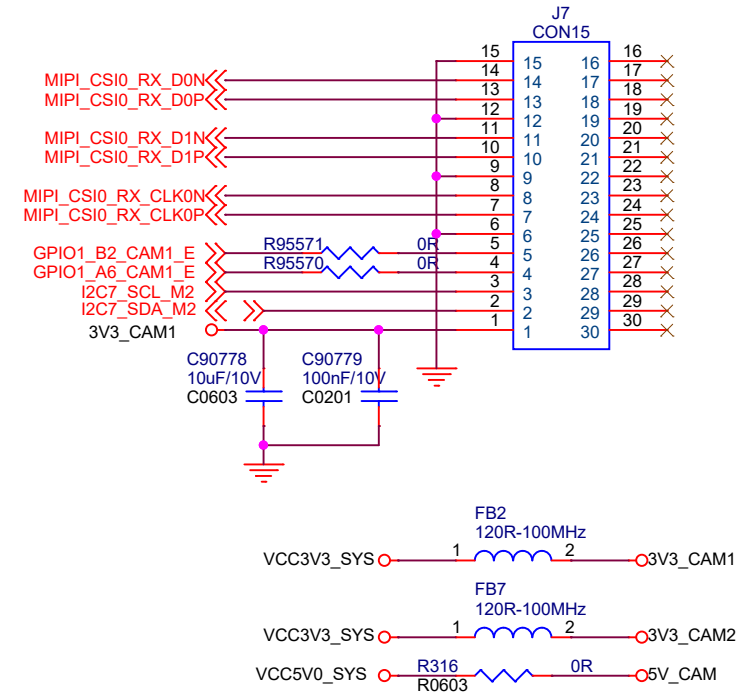 J7
CON15
15 15 16 16
MIPI_CSI0_RX_D0N 14 14 17 17
MIPI_CSI0_RX_D0P 13 13 18 18
12 12 19 19
MIPI_CSI0_RX_D1N 11 11 20 20
MIPI_CSI0_RX_D1P 10 10 21 21
9 9 22 22
MIPI_CSI0_RX_CLK0N 8 8 23 23
MIPI_CSI0_RX_CLK0P 7 7 24 24
6 6 25 25
GPIO1_B2_CAM1_E R95571 0R 5 5 26 26
GPIO1_A6_CAM1_E R95570 0R 4 4 27 27
I2C7_SCL_M2 3 3 28 28
I2C7_SDA_M2 2 2 29 29
3V3_CAM1 1 1 30 30
C90778 C90779
10uF/10V 100nF/10V
C0603 C0201
FB2
120R-100MHz
VCC3V3_SYS 1 2 3V3_CAM1
FB7
120R-100MHz
VCC3V3_SYS 1 2 3V3_CAM2
VCC5V0_SYS R316 0R 5V_CAM
R0603